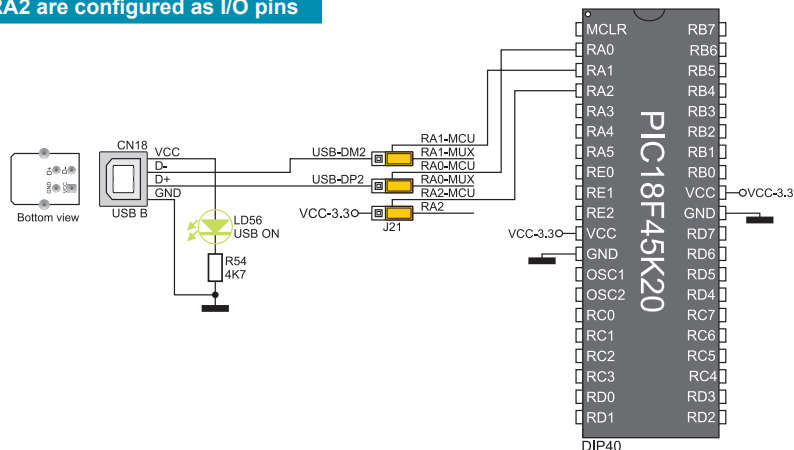 RA2 are configured as I/O pins
CN18
VCC
D-
D+
GND
USB B
D+ D-
GND VCC
Bottom view
LD56
USB ON
R54
4K7
USB-DM2
USB-DP2
VCC-3.3
RA1-MCU
RA1-MUX
RA0-MCU
RA0-MUX
RA2-MCU
RA2
J21
PIC18F45K20
MCLR
RA0
RA1
RA2
RA3
RA4
RA5
RE0
RE1
RE2
VCC
GND
OSC1
OSC2
RC0
RC1
RC2
RC3
RD0
RD1
RB7
RB6
RB5
RB4
RB3
RB2
RB1
RB0
VCC
GND
RD7
RD6
RD5
RD4
RC7
RC6
RC5
RC4
RD3
RD2
VCC-3.3
VCC-3.3
DIP40